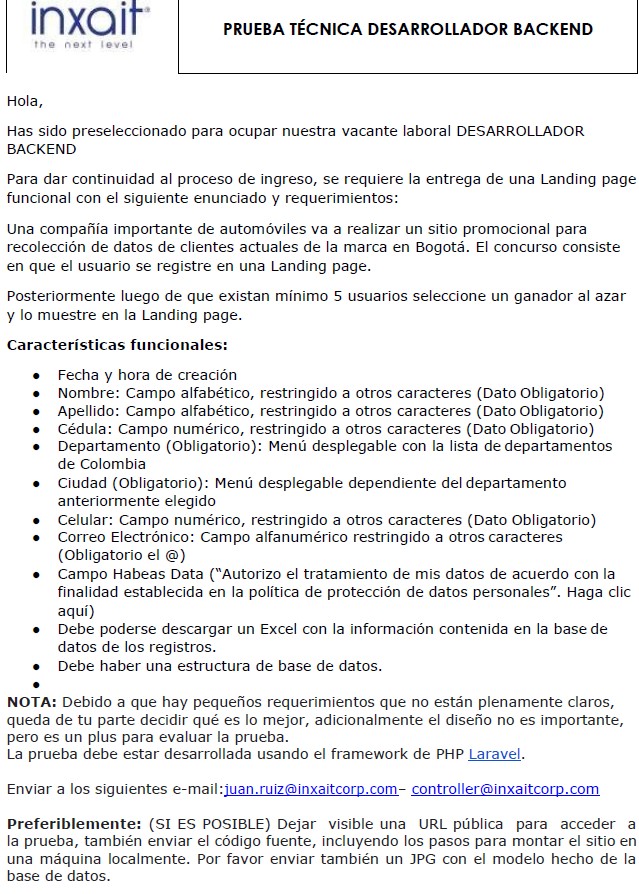 inxait®
the next level
PRUEBA TÉCNICA DESARROLLADOR BACKEND
Hola,
Has sido preseleccionado para ocupar nuestra vacante laboral DESARROLLADOR
BACKEND
Para dar continuidad al proceso de ingreso, se requiere la entrega de una Landing page
funcional con el siguiente enunciado y requerimientos:
Una compañía importante de automóviles va a realizar un sitio promocional para
recolección de datos de clientes actuales de la marca en Bogotá. El concurso consiste
en que el usuario se registre en una Landing page.
Posteriormente luego de que existan mínimo 5 usuarios seleccione un ganador al azar
y lo muestre en la Landing page.
Características funcionales:
● Fecha y hora de creación
● Nombre: Campo alfabético, restringido a otros caracteres (Dato Obligatorio)
● Apellido: Campo alfabético, restringido a otros caracteres (Dato Obligatorio)
● Cédula: Campo numérico, restringido a otros caracteres (Dato Obligatorio)
● Departamento (Obligatorio): Menú desplegable con la lista de departamentos
de Colombia
● Ciudad (Obligatorio): Menú desplegable dependiente del departamento
anteriormente elegido
● Celular: Campo numérico, restringido a otros caracteres (Dato Obligatorio)
● Correo Electrónico: Campo alfanumérico restringido a otros caracteres
(Obligatorio el @)
● Campo Habeas Data (“Autorizo el tratamiento de mis datos de acuerdo con la
finalidad establecida en la política de protección de datos personales”. Haga clic
aquí)
● Debe poderse descargar un Excel con la información contenida en la base de
datos de los registros.
● Debe haber una estructura de base de datos.
●
NOTA: Debido a que hay pequeños requerimientos que no están plenamente claros,
queda de tu parte decidir qué es lo mejor, adicionalmente el diseño no es importante,
pero es un plus para evaluar la prueba.
La prueba debe estar desarrollada usando el framework de PHP Laravel.
Enviar a los siguientes e-mail:juan.ruiz@inxaitcorp.com– controller@inxaitcorp.com
Preferiblemente: (SI ES POSIBLE) Dejar visible una URL pública para acceder a
la prueba, también enviar el código fuente, incluyendo los pasos para montar el sitio en
una máquina localmente. Por favor enviar también un JPG con el modelo hecho de la
base de datos.